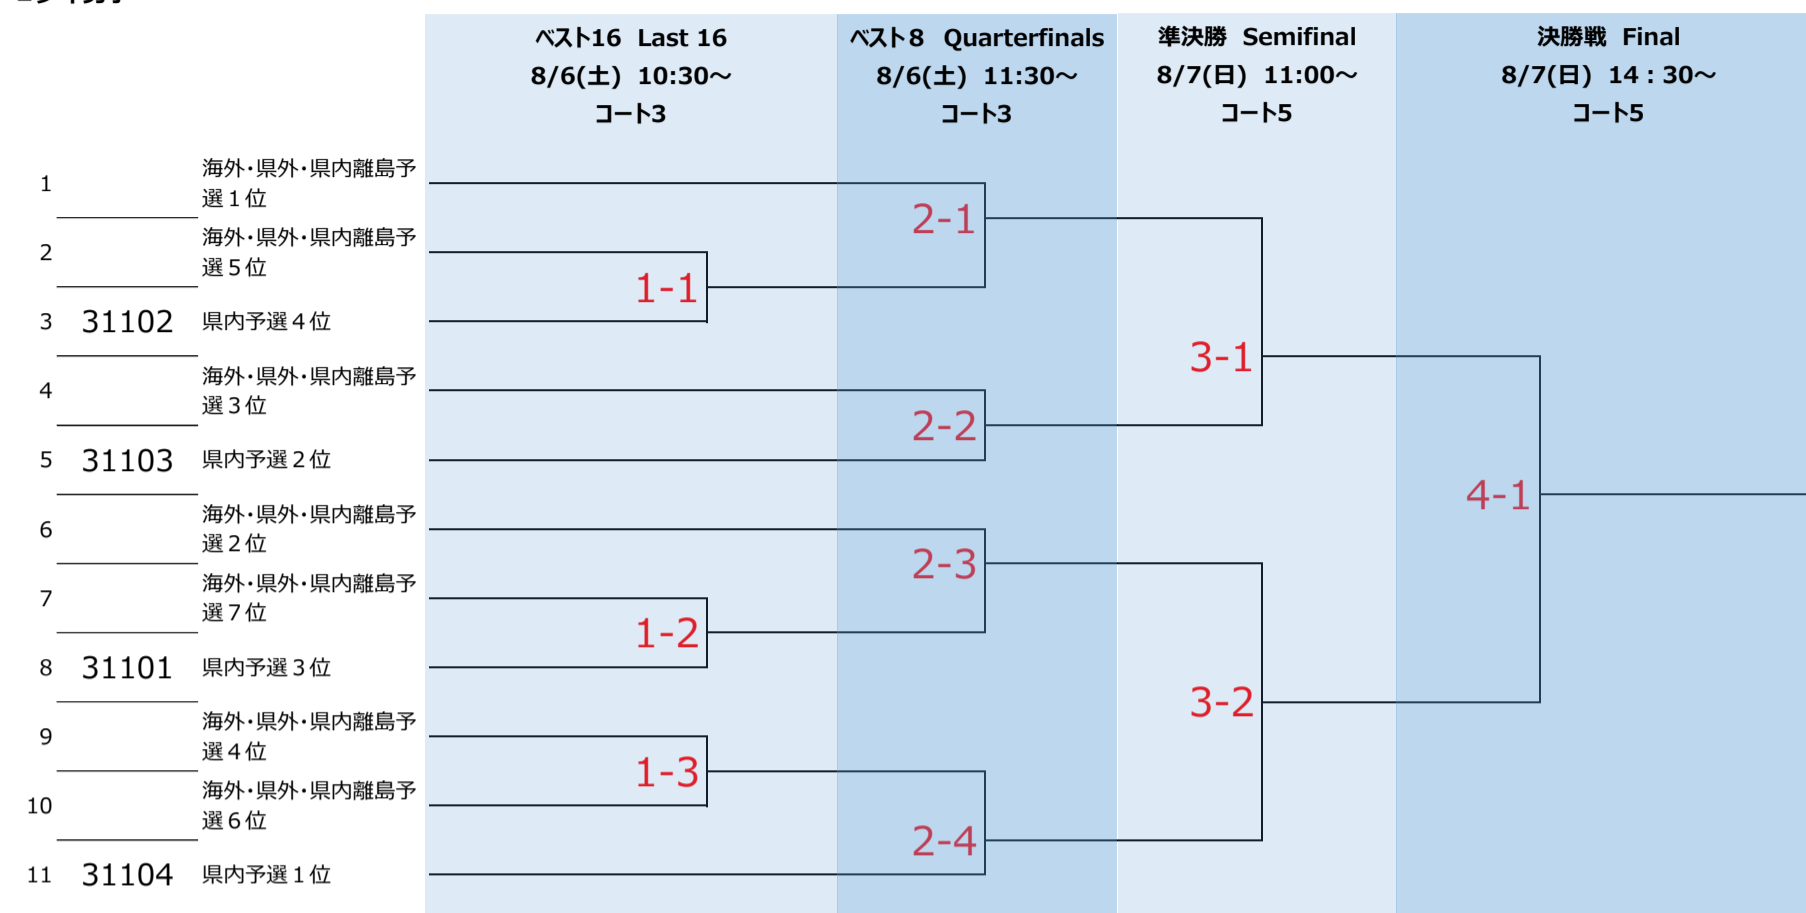 ベスト16 Last 16
8/6(土) 10:30～
コート3
ベスト8 Quarterfinals
8/6(土) 11:30～
コート3
準決勝 Semifinal
8/7(日) 11:00～
コート5
決勝戦 Final
8/7(日) 14：30～
コート5
1
海外・県外・県内離島予
選１位
2
海外・県外・県内離島予
選５位
3 31102 県内予選４位
4
海外・県外・県内離島予
選３位
5 31103 県内予選２位
6
海外・県外・県内離島予
選２位
7
海外・県外・県内離島予
選７位
8 31101 県内予選３位
9
海外・県外・県内離島予
選４位
10
海外・県外・県内離島予
選６位
11 31104 県内予選１位
1-1
1-2
1-3
2-1
2-2
2-3
2-4
3-1
3-2
4-1